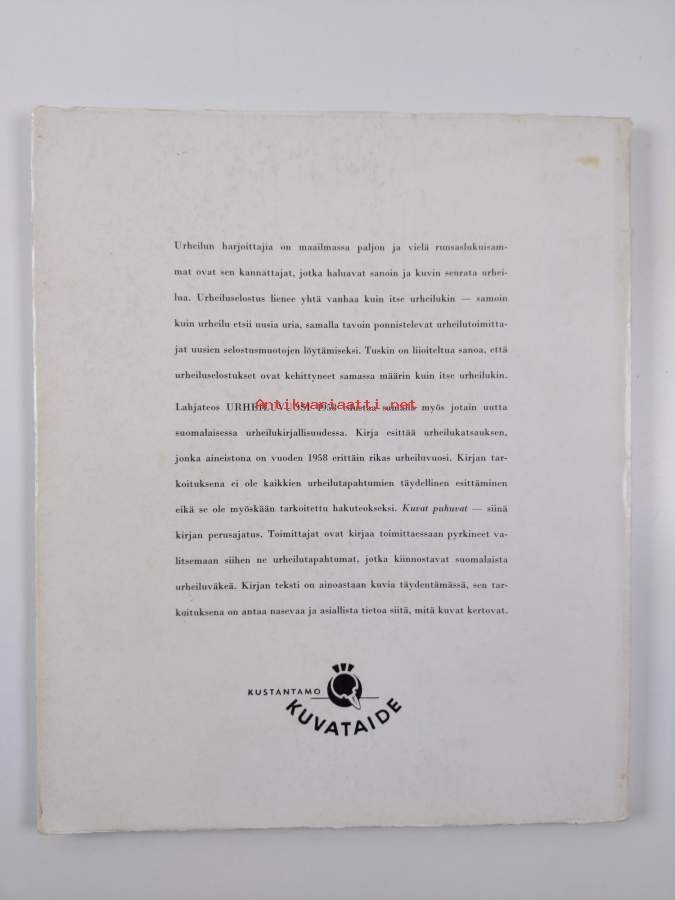 Urheilun harjoittajia on maailmassa paljon ja vielä runsaslukuisam-
mat ovat sen kannattajat, jotka haluavat sanoin ja kuvin seurata urhei-
lua. Urheiluselostus lienee yhtä vanhaa kuin itse urheilukin — samoin
kuin urheilu etsii uusia uria, samalla tavoin ponnistelevat urheilutoimitta-
jat uusien selostusmuotojen löytämiseksi. Tuskin on liioiteltua sanoa, että
urheiluselostukset ovat kehittyneet samassa määrin kuin itse urheilukin.
Antikvariaatti.net
Lahjateos URHEILUVUOSI 1958 myös jotain uutta
suomalaisessa urheilukirjallisuudessa. Kirja esittää urheilukatsauksen,
jonka aineistona on vuoden 1958 erittäin rikas urheiluvuosi. Kirjan tar-
koituksena ei ole kaikkien urheilutapahtumien täydellinen esittäminen
eikä se ole myöskään tarkoitettu hakuteokseksi. Kuvat puhuvat — siinä
kirjan perusajatus. Toimittajat ovat kirjaa toimittaessaan pyrkineet va-
litsemaan siihen ne urheilutapahtumat, jotka kiinnostavat suomalaista
urheiluväkeä. Kirjan teksti on ainoastaan kuvia täydentämässä, sen tar-
koituksena on antaa nasevaa ja asiallista tietoa siitä, mitä kuvat kertovat.
KUSTANTAMO
KUVATAIDE